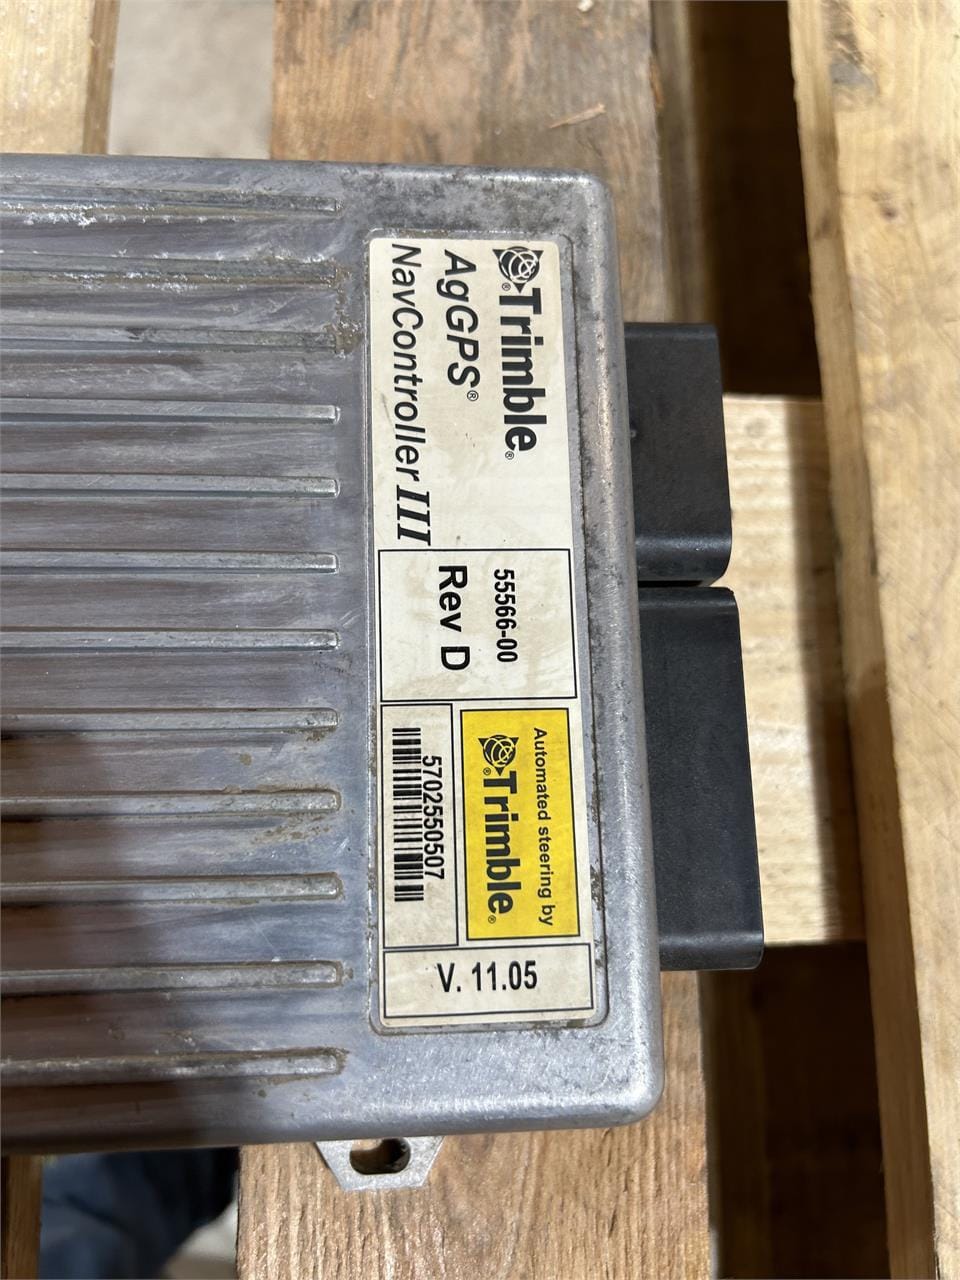 Trimble®
AgGPS®
NavController III
55566-00
Rev D
Automated steering by
Trimble®
5702550507
V. 11.05